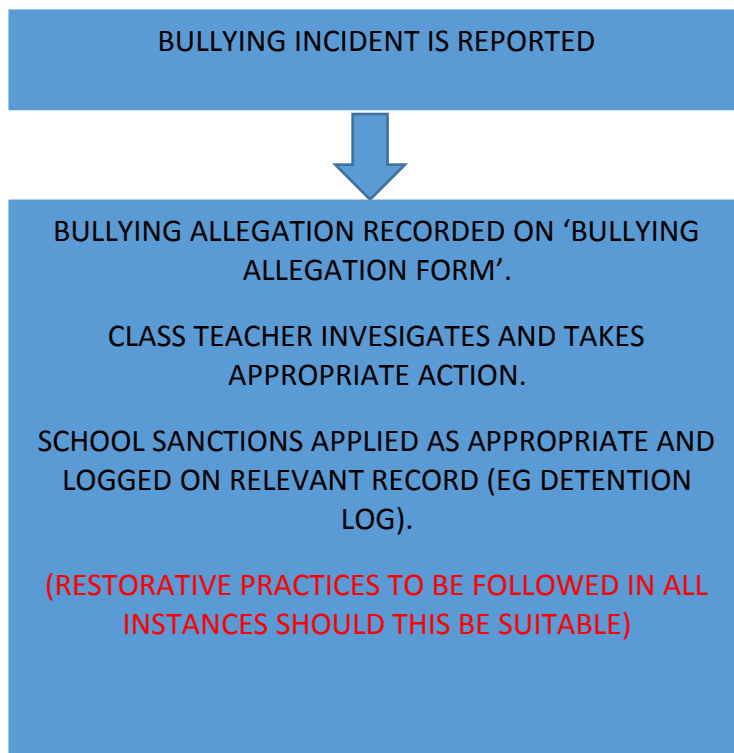 BULLYING INCIDENT IS REPORTED
BULLYING ALLEGATION RECORDED ON ‘BULLYING
ALLEGATION FORM’.
CLASS TEACHER INVESIGATES AND TAKES
APPROPRIATE ACTION.
SCHOOL SANCTIONS APPLIED AS APPROPRIATE AND
LOGGED ON RELEVANT RECORD (EG DETENTION
LOG).
(RESTORATIVE PRACTICES TO BE FOLLOWED IN ALL
INSTANCES SHOULD THIS BE SUITABLE)